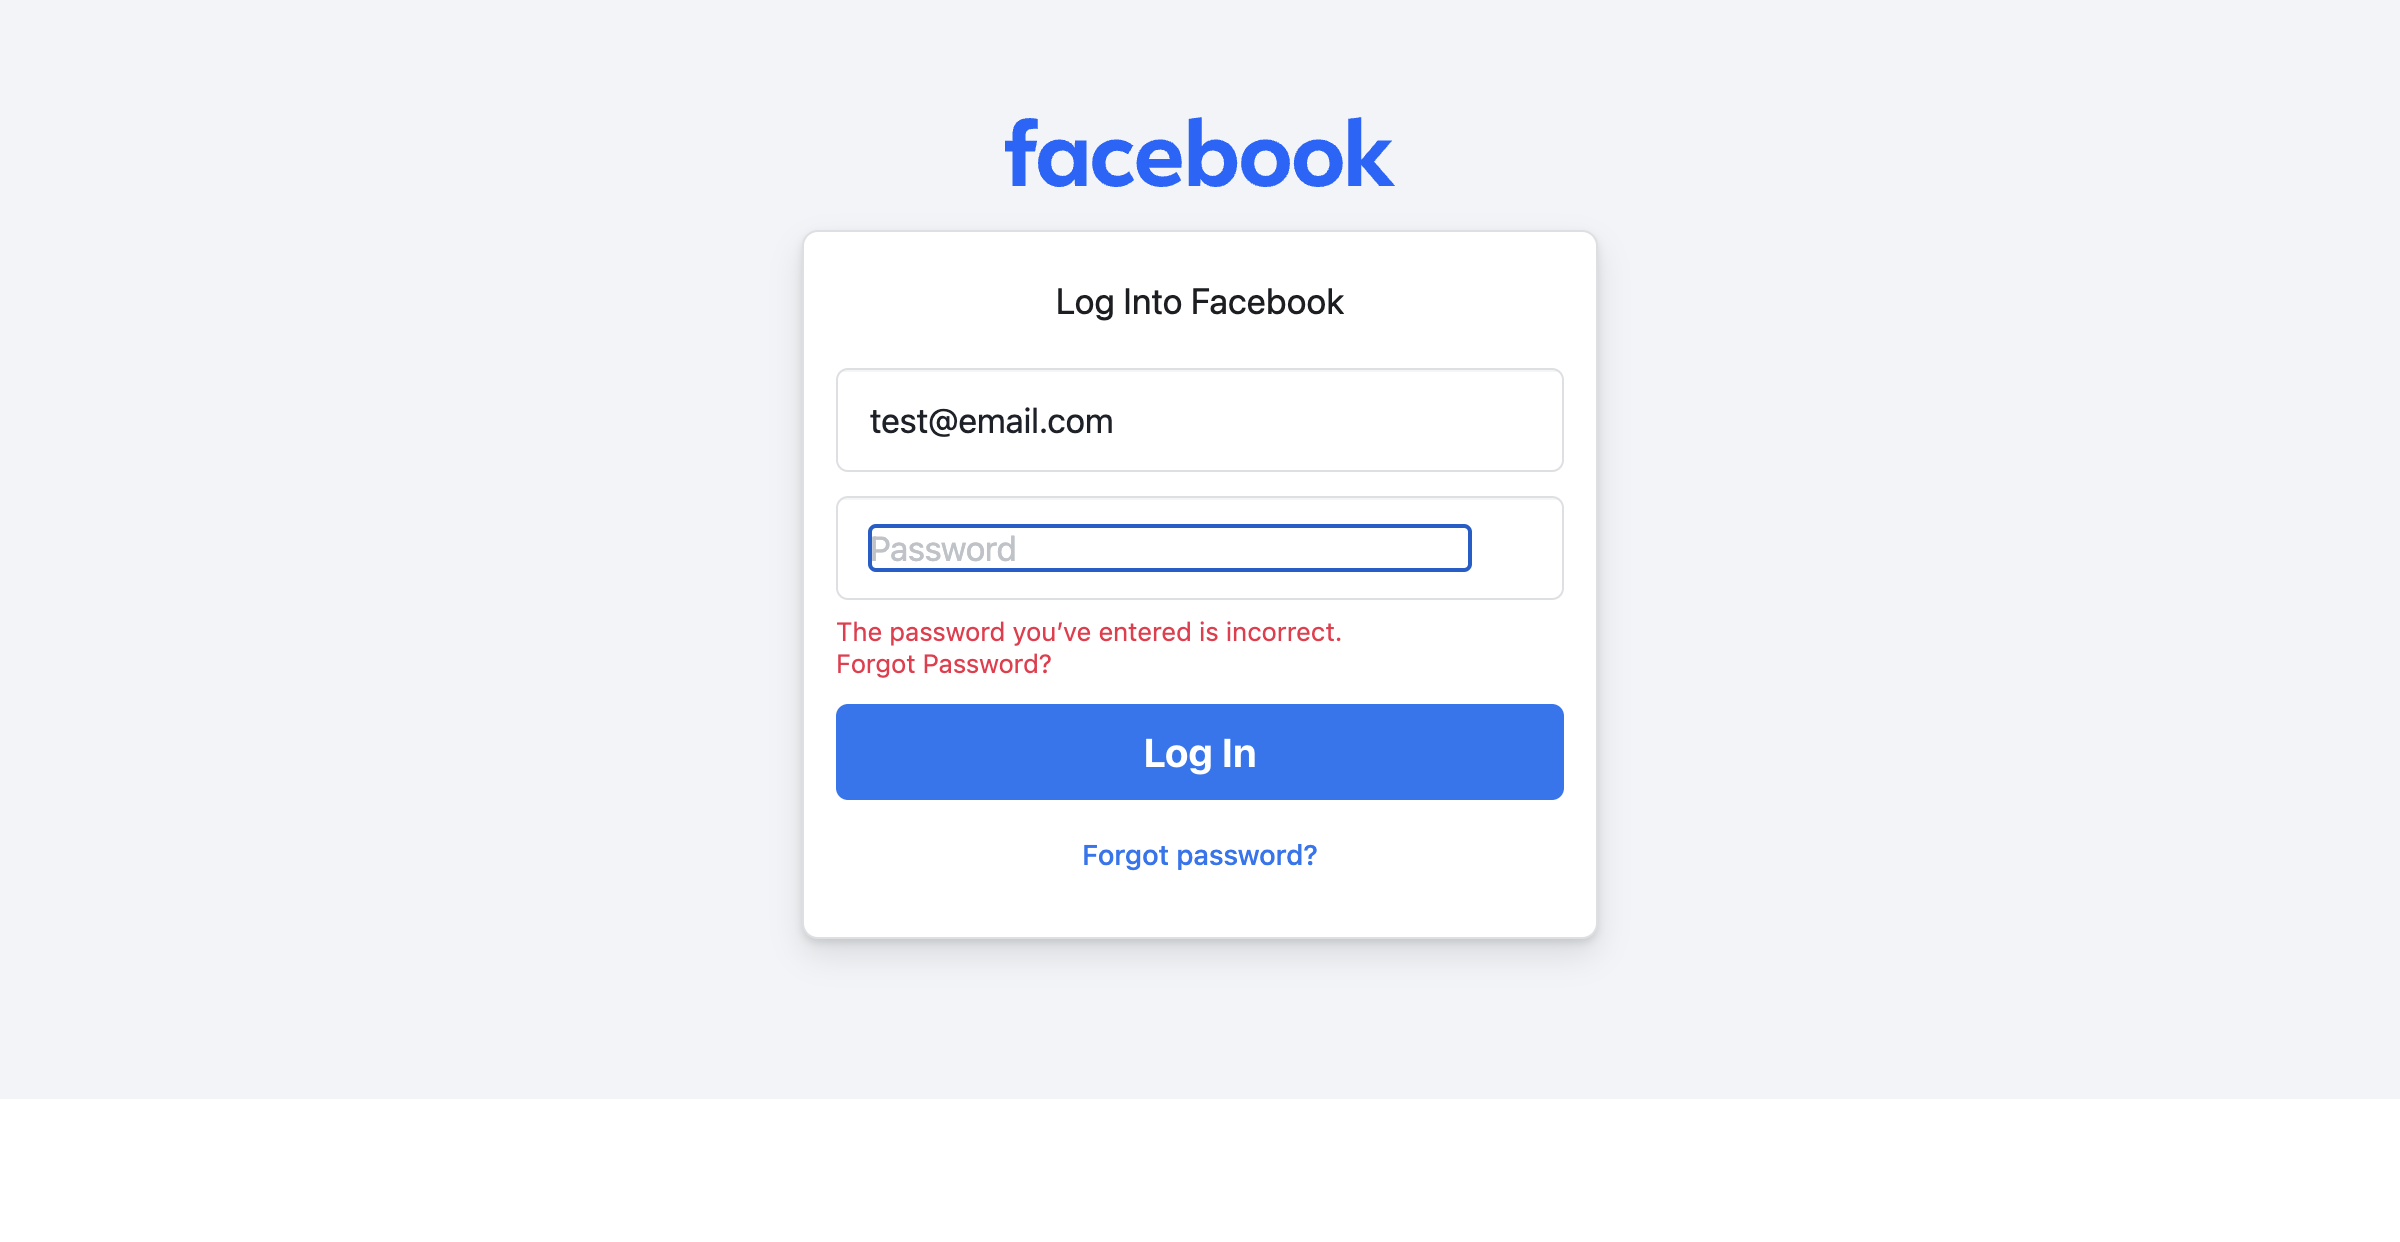 facebook
Log Into Facebook
test@email.com
Password
The password you’ve entered is incorrect.
Forgot Password?
Log In
Forgot password?